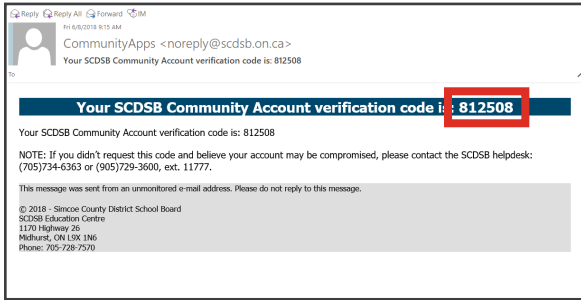 Reply Reply All Forward IM
Fri 6/8/2018 9:15 AM
CommunityApps <noreply@scdsb.on.ca>
Your SCDSB Community Account verification code is: 812508
To
Your SCDSB Community Account verification code is: 812508
Your SCDSB Community Account verification code is: 812508
NOTE: If you didn't request this code and believe your account may be compromised, please contact the SCDSB helpdesk:
(705)734-6363 or (905)729-3600, ext. 11777.
This message was sent from an unmonitored e-mail address. Please do not reply to this message.
© 2018 - Simcoe County District School Board
SCDSB Education Centre
1170 Highway 26
Midhurst, ON L9X 1N6
Phone: 705-728-7570